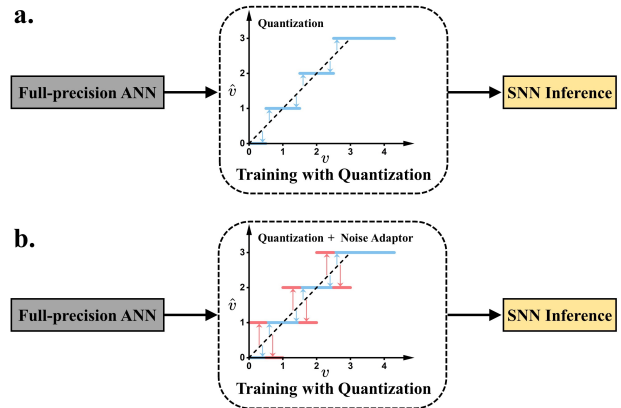 a.
Full-precision ANN
Quantization
v̂
3
2
1
0
0 1 2 3 4
v
Training with Quantization
SNN Inference
b.
Full-precision ANN
Quantization + Noise Adaptor
v̂
3
2
1
0
0 1 2 3 4
v
Training with Quantization
SNN Inference